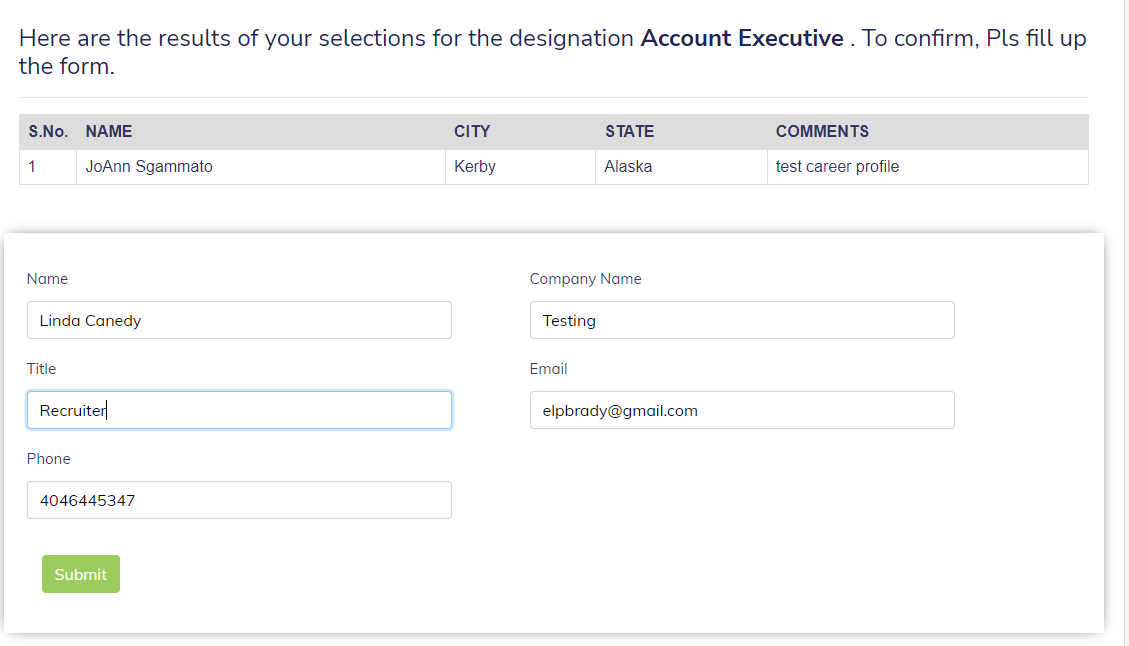 Here are the results of your selections for the designation Account Executive . To confirm, Pls fill up
the form.
S.No. NAME CITY STATE COMMENTS
1 JoAnn Sgammato Kerby Alaska test career profile
Name Company Name
Linda Canedy Testing
Title Email
Recruiter elpbrady@gmail.com
Phone
4046445347
Submit